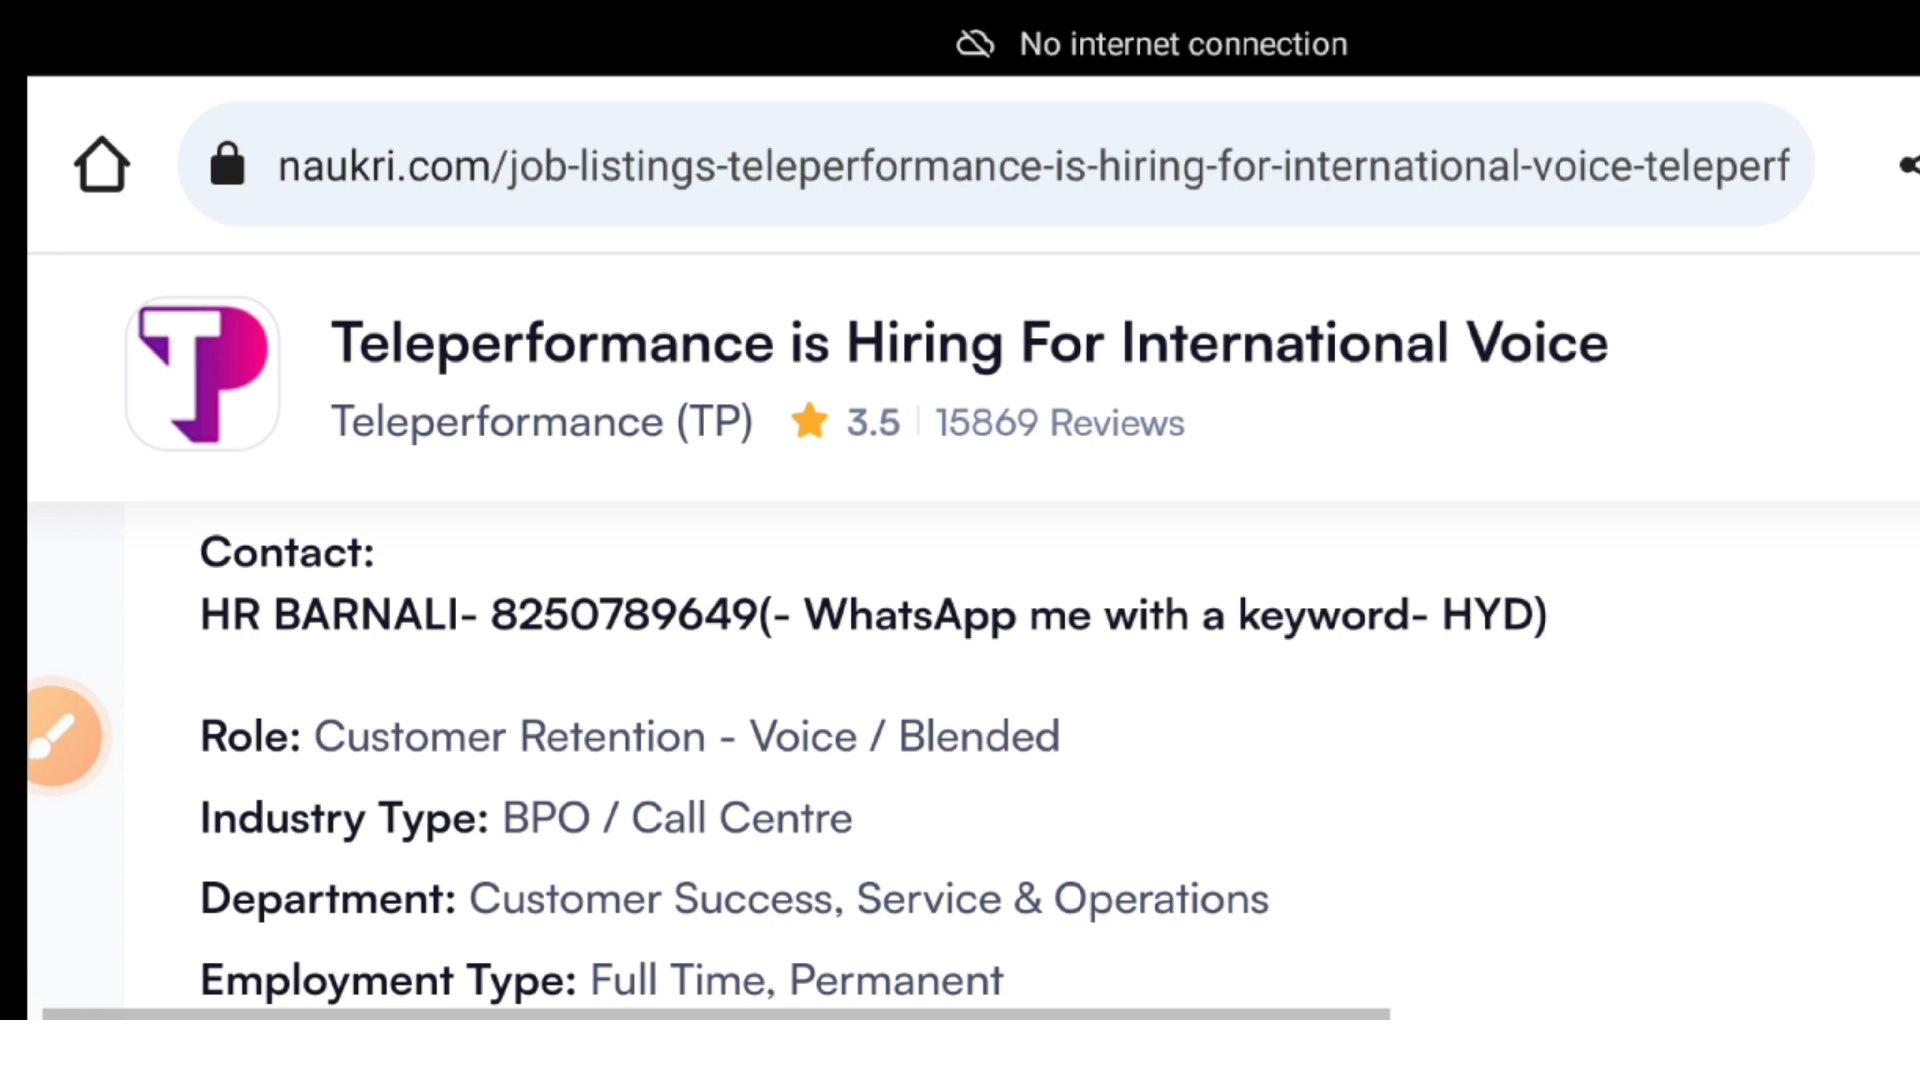 No internet connection
naukri.com/job-listings-teleperformance-is-hiring-for-international-voice-teleperf
TP
Teleperformance is Hiring For International Voice
Teleperformance (TP) 3.5 15869 Reviews
Contact:
HR BARNALI- 8250789649(- WhatsApp me with a keyword- HYD)
Role: Customer Retention - Voice / Blended
Industry Type: BPO / Call Centre
Department: Customer Success, Service & Operations
Employment Type: Full Time, Permanent